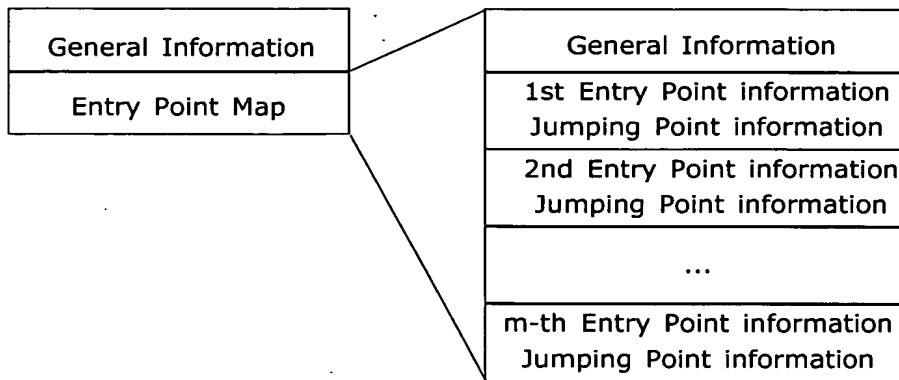 General Information
Entry Point Map
General Information
1st Entry Point information
Jumping Point information
2nd Entry Point information
Jumping Point information
...
m-th Entry Point information
Jumping Point information